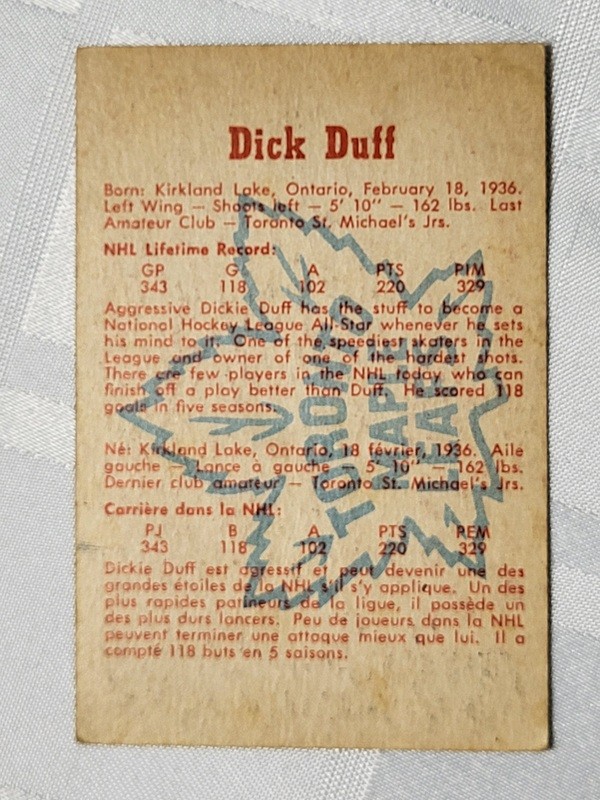 Dick Duff
Born: Kirkland Lake, Ontario, February 18, 1936.
Left Wing — Shoots left — 5' 10" — 162 lbs. Last
Amateur Club — Toronto St. Michael's Jrs.
NHL Lifetime Record:
GP G A PTS PIM
343 118 102 220 329
Aggressive Dickie Duff has the stuff to become a
National Hockey League All-Star whenever he sets
his mind to it. One of the speediest skaters in the
League and owner of one of the hardest shots.
There are few players in the NHL today who can
finish off a play better than Duff. He scored 118
goals in five seasons.
Né: Kirkland Lake, Ontario, 18 février, 1936. Aile
gauche — Lance à gauche — 5' 10" — 162 lbs.
Dernier club amateur — Toronto St. Michael's Jrs.
Carrière dans la NHL:
PJ B A PTS REM
343 118 102 220 329
Dickie Duff est agressif et peut devenir une des
grandes étoiles de la NHL s'il s'y applique. Un des
plus rapides patineurs de la ligue, il possède un
des plus durs lancers. Peu de joueurs dans la NHL
peuvent terminer une attaque mieux que lui. Il a
compté 118 buts en 5 saisons.
TORONTO
MAPLE
LEAFS